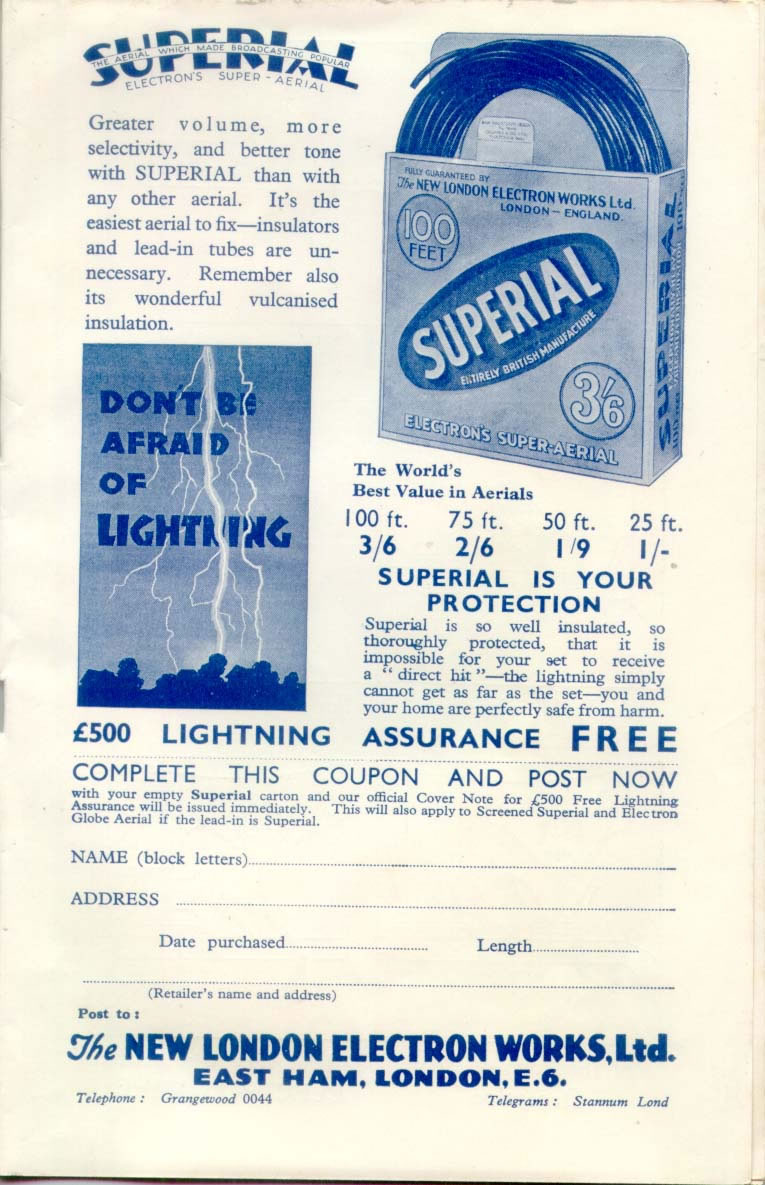 SUPERIAL
THE AERIAL WHICH MADE BROADCASTING POPULAR
ELECTRON'S SUPER-AERIAL
Greater volume, more
selectivity, and better tone
with SUPERIAL than with
any other aerial. It's the
easiest aerial to fix—insulators
and lead-in tubes are un-
necessary. Remember also
its wonderful vulcanised
insulation.
FULLY GUARANTEED BY
The NEW LONDON ELECTRON WORKS Ltd.
LONDON — ENGLAND.
100
FEET
SUPERIAL
ENTIRELY BRITISH MANUFACTURE
3/6
ELECTRON'S SUPER-AERIAL
SUPERIAL
DON'T BE
AFRAID
OF
LIGHTNING
The World's
Best Value in Aerials
100 ft. 75 ft. 50 ft. 25 ft.
3/6 2/6 1/9 1/-
SUPERIAL IS YOUR
PROTECTION
Superial is so well insulated, so
thoroughly protected, that it is
impossible for your set to receive
a “ direct hit ”—the lightning simply
cannot get as far as the set—you and
your home are perfectly safe from harm.
£500 LIGHTNING ASSURANCE FREE
COMPLETE THIS COUPON AND POST NOW
with your empty Superial carton and our official Cover Note for £500 Free Lightning
Assurance will be issued immediately. This will also apply to Screened Superial and Electron
Globe Aerial if the lead-in is Superial.
NAME (block letters)
ADDRESS
Date purchased Length
(Retailer's name and address)
Post to :
The NEW LONDON ELECTRON WORKS, Ltd.
EAST HAM, LONDON, E.6.
Telephone : Grangewood 0044 Telegrams : Stannum Lond